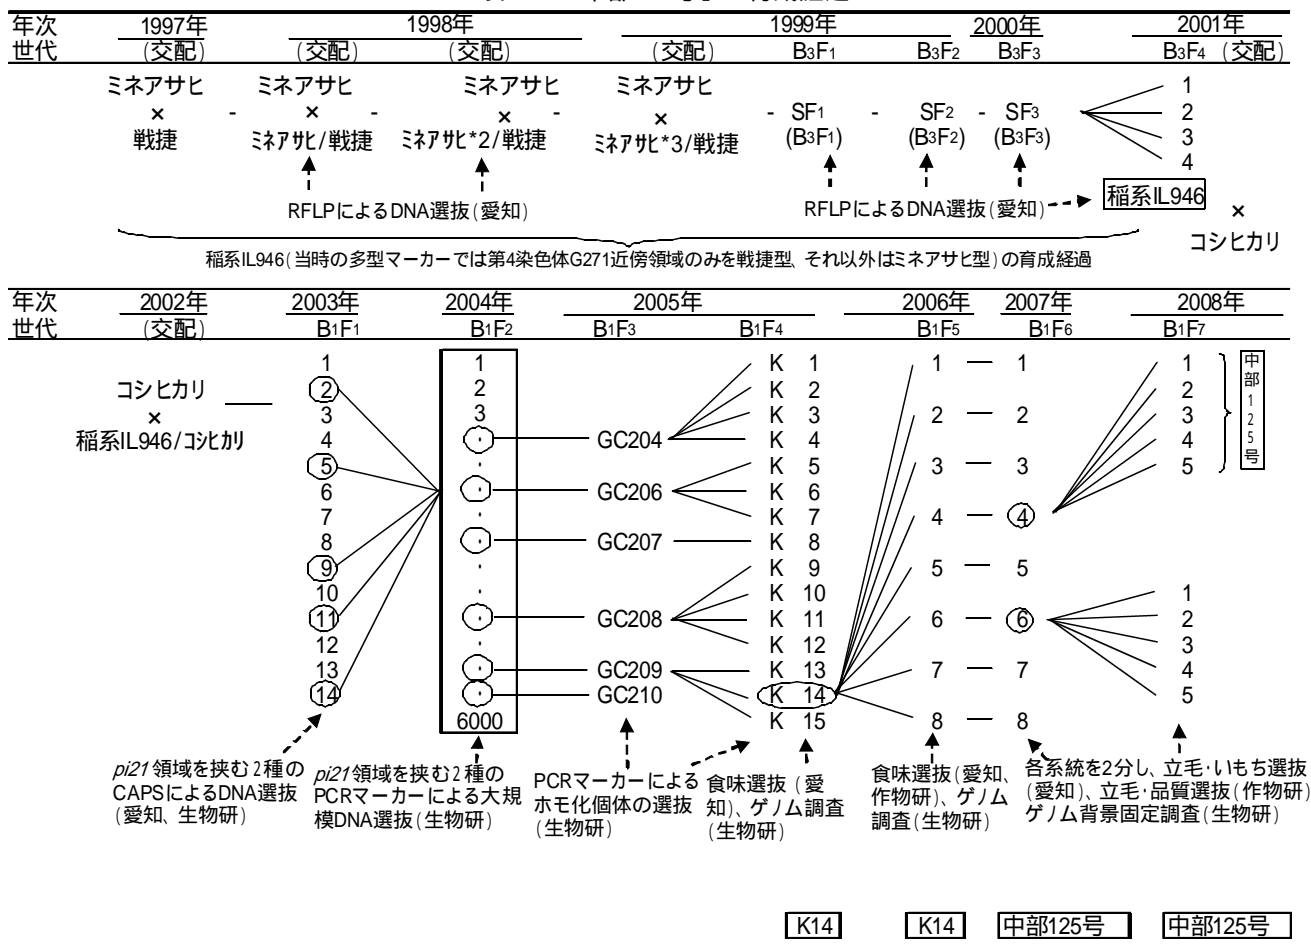 年次 1997年 1998年 1999年 2000年 2001年
世代 (交配) (交配) (交配) (交配) B3F1 B3F2 B3F3 B3F4 (交配)
ミネアサヒ ミネアサヒ ミネアサヒ ミネアサヒ 1
× - × - × - × - SF1 - SF2 - SF3 2
戦捷 ミネアサヒ/戦捷 ミネアサヒ*2/戦捷 ミネアサヒ*3/戦捷 (B3F1) (B3F2) (B3F3) 3
4
RFLPによるDNA選抜(愛知) RFLPによるDNA選抜(愛知) 稲系IL946
×
コシヒカリ
稲系IL946(当時の多型マーカーでは第4染色体G271近傍領域のみを戦捷型、それ以外はミネアサヒ型)の育成経過
年次 2002年 2003年 2004年 2005年 2006年 2007年 2008年
世代 (交配) B1F1 B1F2 B1F3 B1F4 B1F5 B1F6 B1F7
1 1 K 1 1 — 1 1
コシヒカリ 2 2 K 2 2
× 3 3 K 3 2 — 2 3
稲系IL946/コシヒカリ 4 · GC204 K 4 4
5 · K 5 3 — 3 5
中部125号
6 · GC206 K 6
7 K 7 4 — 4
8 · GC207 K 8
9 · K 9 5 — 5
10 · K 10 1
11 · GC208 K 11 6 — 6 2
12 · K 12 3
13 · GC209 K 13 7 — 7 4
14 · GC210 K 14 5
6000 K 15 8 — 8
pi21領域を挟む2種の
CAPSによるDNA選抜
(愛知、生物研)
pi21領域を挟む2種の
PCRマーカーによる大規
模DNA選抜(生物研)
PCRマーカーによる
ホモ化個体の選抜
(生物研)
食味選抜(愛
知)、ゲノム調査
(生物研)
食味選抜(愛知、
作物研)、ゲノム
調査(生物研)
各系統を2分し、立毛・いもち選抜
(愛知)、立毛・品質選抜(作物研)
ゲノム背景固定調査(生物研)
K14 K14 中部125号 中部125号